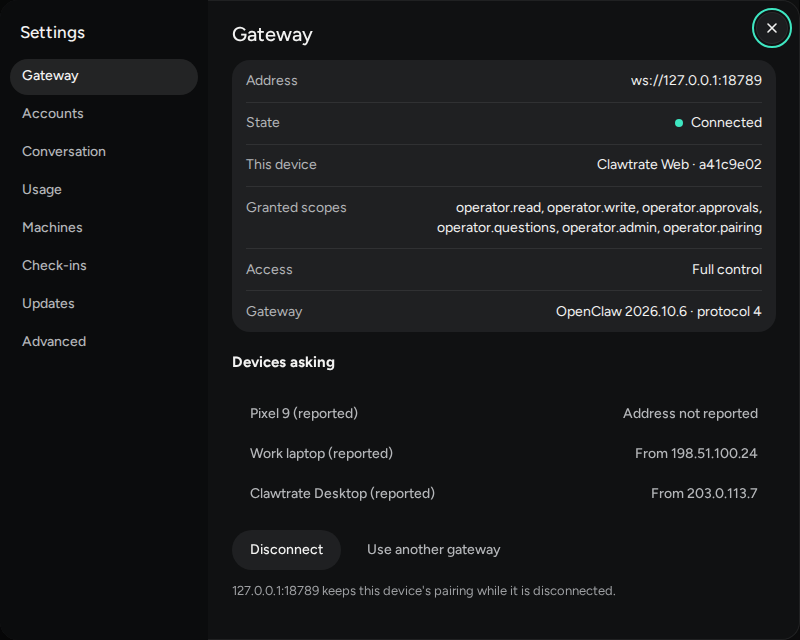 Settings
Gateway
Accounts
Conversation
Usage
Machines
Check-ins
Updates
Advanced
Gateway
Address ws://127.0.0.1:18789
State Connected
This device Clawtrate Web · a41c9e02
Granted scopes operator.read, operator.write, operator.approvals,
operator.questions, operator.admin, operator.pairing
Access Full control
Gateway OpenClaw 2026.10.6 · protocol 4
Devices asking
Pixel 9 (reported) Address not reported
Work laptop (reported) From 198.51.100.24
Clawtrate Desktop (reported) From 203.0.113.7
Disconnect Use another gateway
127.0.0.1:18789 keeps this device's pairing while it is disconnected.